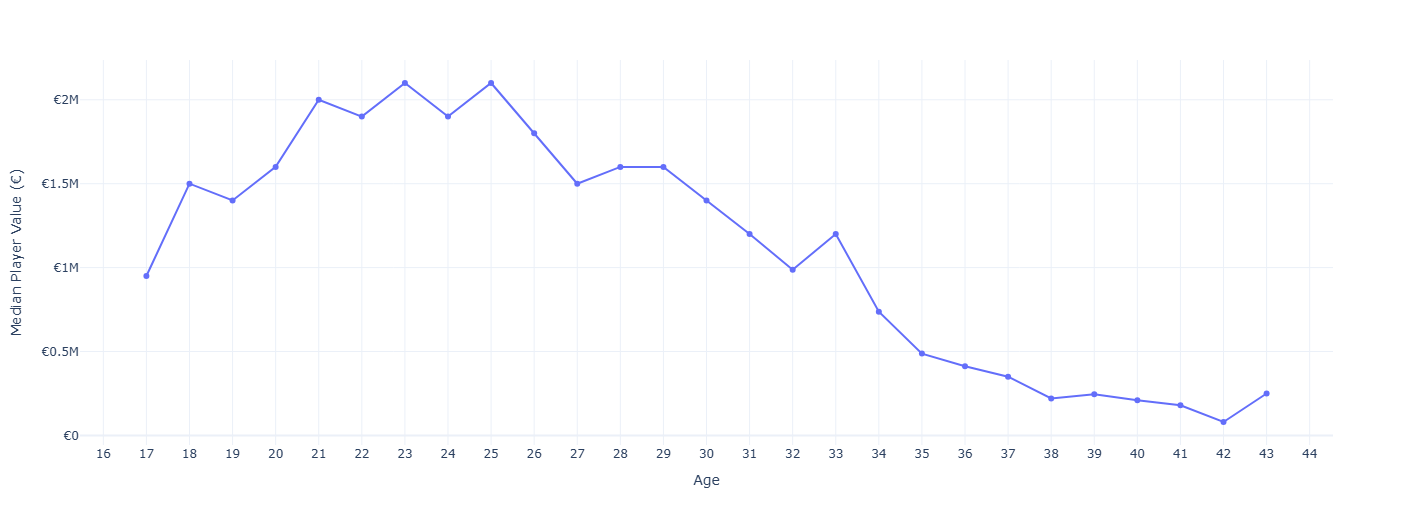 Median Player Value (€)
€2M
€1.5M
€1M
€0.5M
€0
16 17 18 19 20 21 22 23 24 25 26 27 28 29 30 31 32 33 34 35 36 37 38 39 40 41 42 43 44
Age